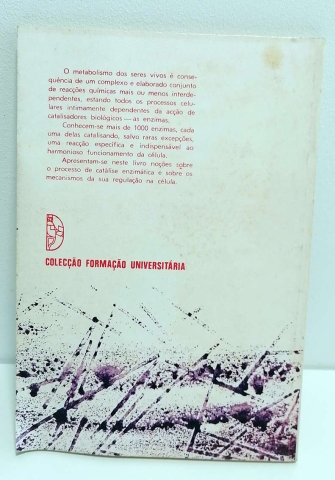 O metabolismo dos seres vivos é conse-
quência de um complexo e elaborado conjunto
de reacções químicas mais ou menos interde-
pendentes, estando todos os processos celu-
lares intimamente dependentes da acção de
catalisadores biológicos — as enzimas.
Conhecem-se mais de 1000 enzimas, cada
uma delas catalisando, salvo raras excepções,
uma reacção específica e indispensável ao
harmonioso funcionamento da célula.
Apresentam-se neste livro noções sobre
o processo de catálise enzimática e sobre os
mecanismos da sua regulação na célula.
COLECÇÃO FORMAÇÃO UNIVERSITÁRIA